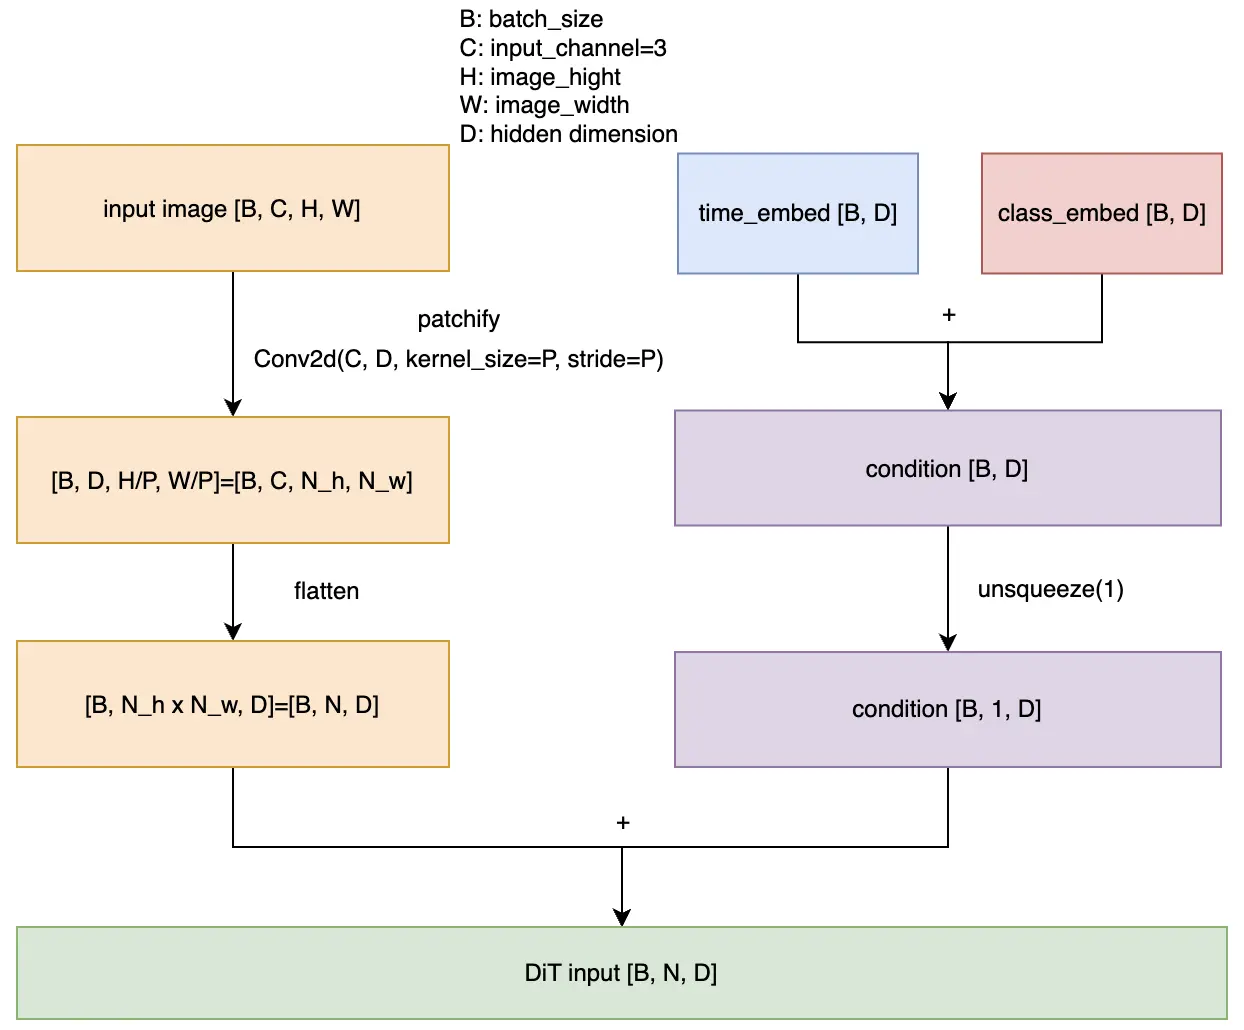 B: batch_size
C: input_channel=3
H: image_hight
W: image_width
D: hidden dimension
input image [B, C, H, W]
time_embed [B, D]
class_embed [B, D]
+
patchify
Conv2d(C, D, kernel_size=P, stride=P)
[B, D, H/P, W/P]=[B, C, N_h, N_w]
condition [B, D]
flatten
unsqueeze(1)
[B, N_h x N_w, D]=[B, N, D]
condition [B, 1, D]
+
DiT input [B, N, D]